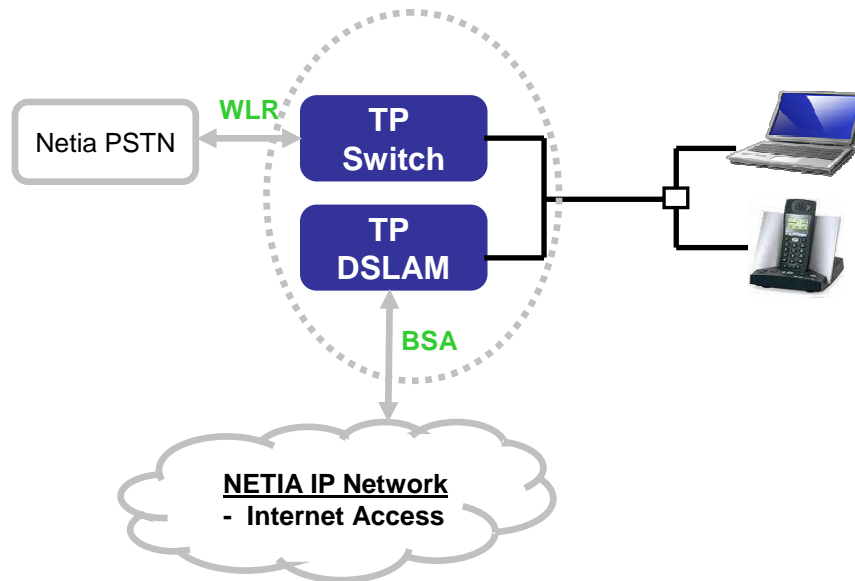 WLR
Netia PSTN
TP
Switch
TP
DSLAM
BSA
NETIA IP Network
- Internet Access